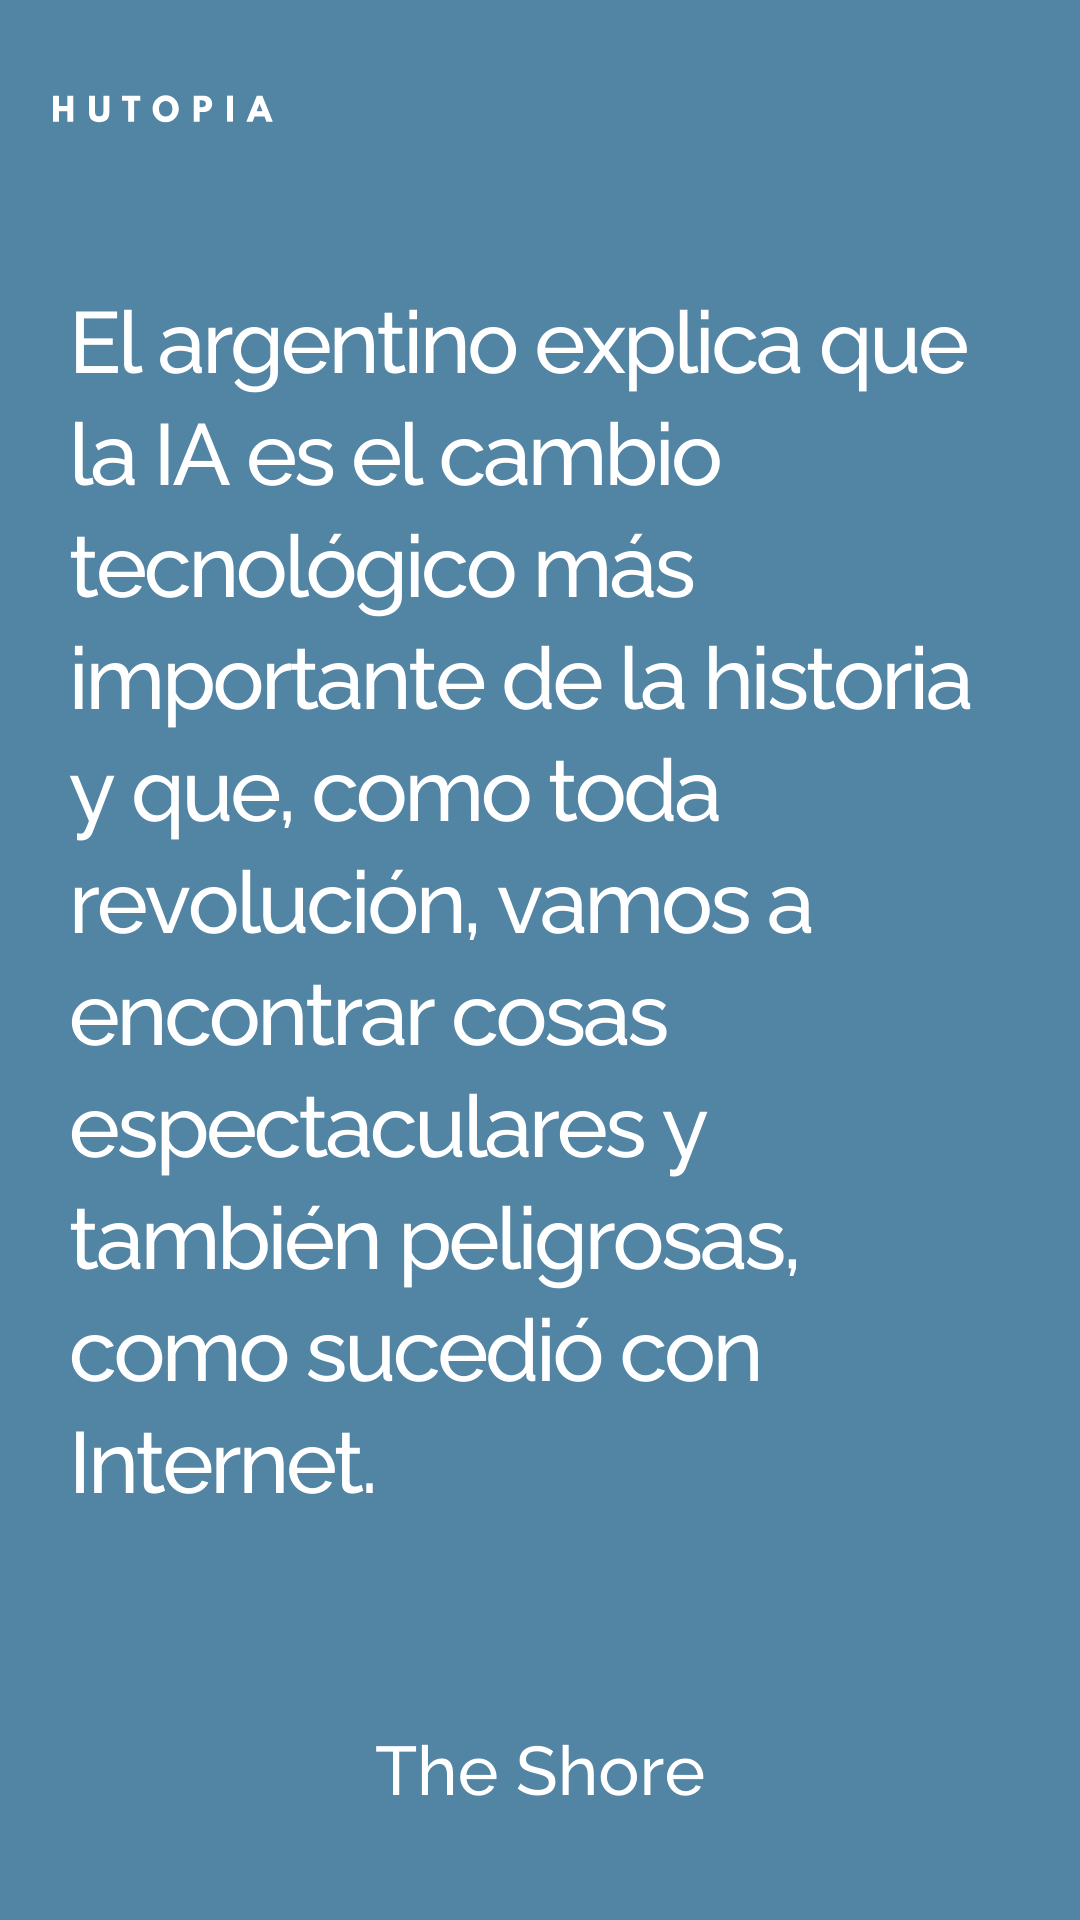 HUTOPIA
El argentino explica que
la IA es el cambio
tecnológico más
importante de la historia
y que, como toda
revolución, vamos a
encontrar cosas
espectaculares y
también peligrosas,
como sucedió con
Internet.
The Shore